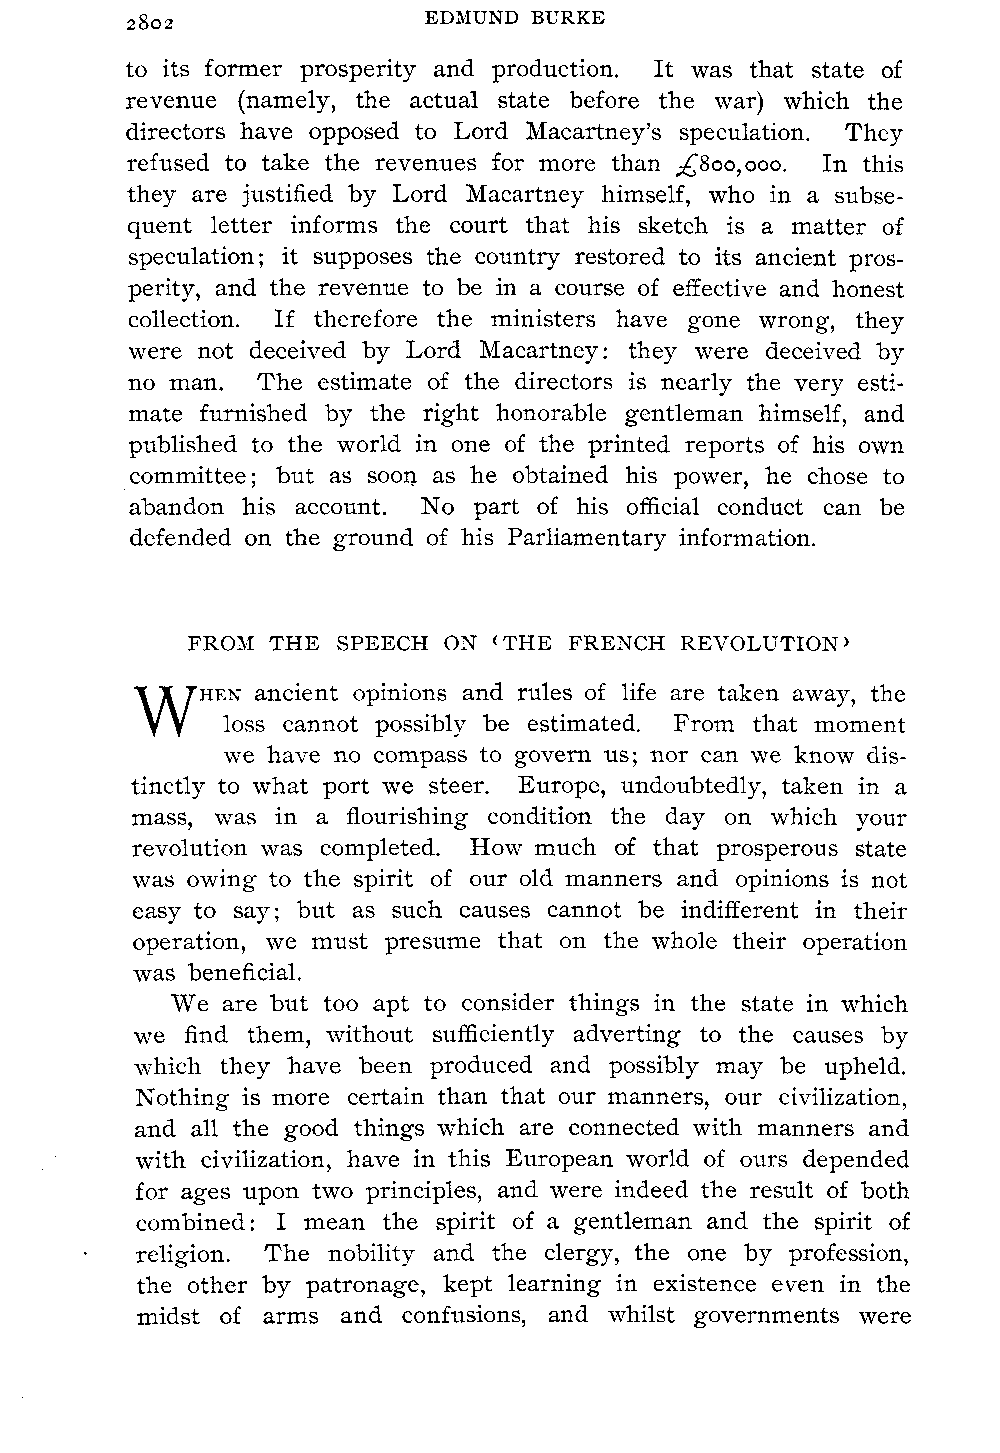 2802 EDMUND BURKE
to its former prosperity and production. It was that state of
revenue (namely, the actual state before the war) which the
directors have opposed to Lord Macartney's speculation. They
refused to take the revenues for more than £800,000. In this
they are justified by Lord Macartney himself, who in a subse-
quent letter informs the court that his sketch is a matter of
speculation; it supposes the country restored to its ancient pros-
perity, and the revenue to be in a course of effective and honest
collection. If therefore the ministers have gone wrong, they
were not deceived by Lord Macartney: they were deceived by
no man. The estimate of the directors is nearly the very esti-
mate furnished by the right honorable gentleman himself, and
published to the world in one of the printed reports of his own
committee; but as soon as he obtained his power, he chose to
abandon his account. No part of his official conduct can be
defended on the ground of his Parliamentary information.
FROM THE SPEECH ON ‹THE FRENCH REVOLUTION›
WHEN ancient opinions and rules of life are taken away, the
loss cannot possibly be estimated. From that moment
we have no compass to govern us; nor can we know dis-
tinctly to what port we steer. Europe, undoubtedly, taken in a
mass, was in a flourishing condition the day on which your
revolution was completed. How much of that prosperous state
was owing to the spirit of our old manners and opinions is not
easy to say; but as such causes cannot be indifferent in their
operation, we must presume that on the whole their operation
was beneficial.
We are but too apt to consider things in the state in which
we find them, without sufficiently adverting to the causes by
which they have been produced and possibly may be upheld.
Nothing is more certain than that our manners, our civilization,
and all the good things which are connected with manners and
with civilization, have in this European world of ours depended
for ages upon two principles, and were indeed the result of both
combined: I mean the spirit of a gentleman and the spirit of
religion. The nobility and the clergy, the one by profession,
the other by patronage, kept learning in existence even in the
midst of arms and confusions, and whilst governments were